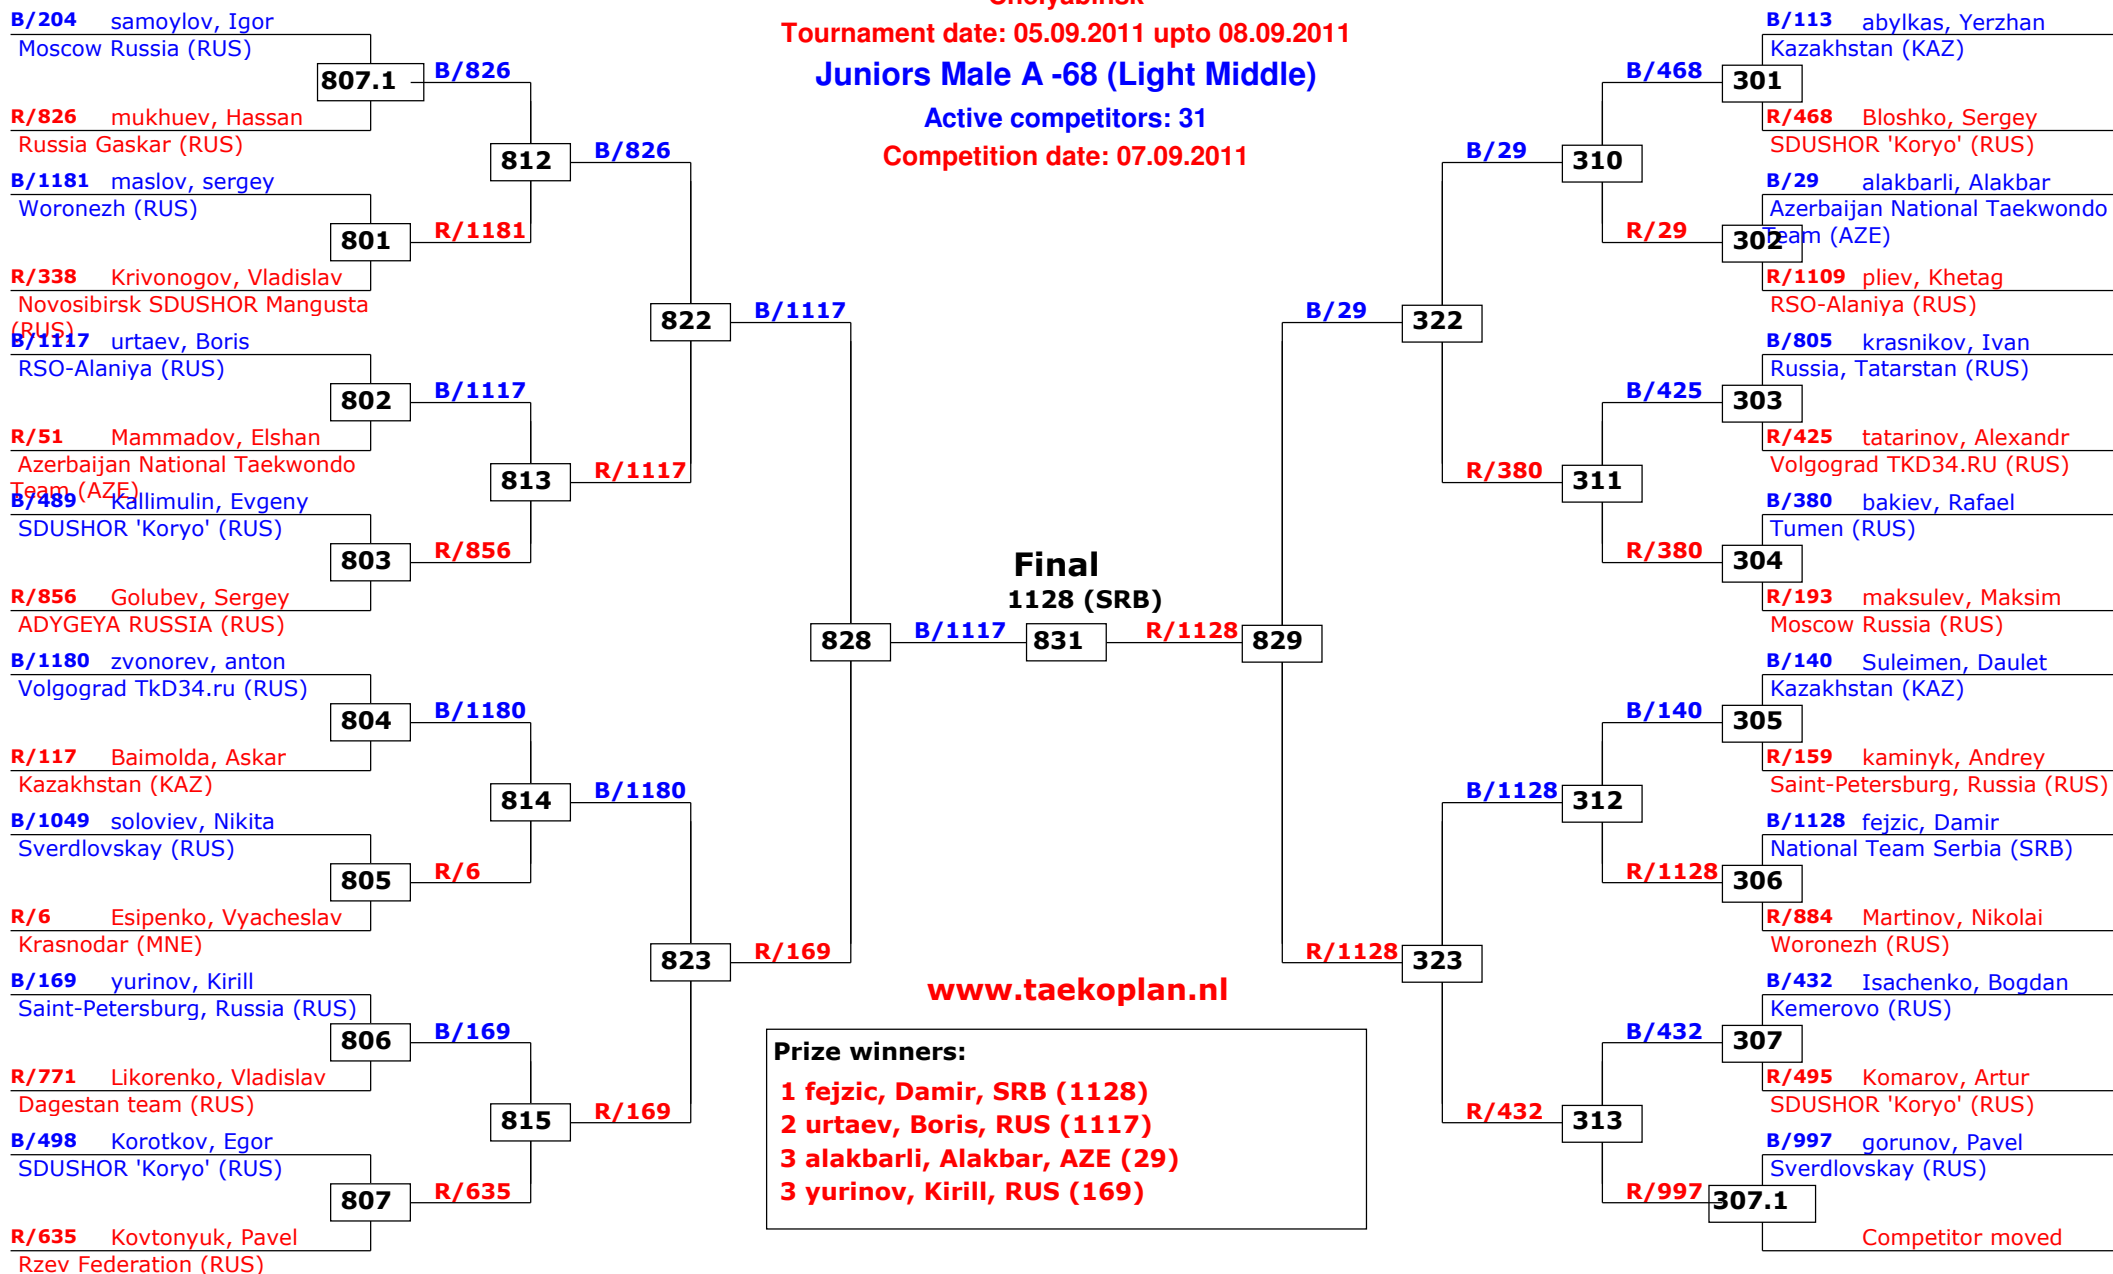 Chelyabinsk
Tournament date: 05.09.2011 upto 08.09.2011
Juniors Male A -68 (Light Middle)
Active competitors: 31
Competition date: 07.09.2011
B/204 samoylov, Igor
Moscow Russia (RUS)
807.1
B/826
R/826 mukhuev, Hassan
Russia Gaskar (RUS)
812
B/826
B/1181 maslov, sergey
Woronezh (RUS)
801
R/1181
R/338 Krivonogov, Vladislav
Novosibirsk SDUSHOR Mangusta
(RUS)
822
B/1117
B/1117 urtaev, Boris
RSO-Alaniya (RUS)
802
B/1117
R/51 Mammadov, Elshan
Azerbaijan National Taekwondo
Team (AZE)
813
R/1117
B/489 Kallimulin, Evgeny
SDUSHOR 'Koryo' (RUS)
803
R/856
R/856 Golubev, Sergey
ADYGEYA RUSSIA (RUS)
828
B/1117
B/1180 zvonorev, anton
Volgograd TkD34.ru (RUS)
804
B/1180
R/117 Baimolda, Askar
Kazakhstan (KAZ)
814
B/1180
B/1049 soloviev, Nikita
Sverdlovskay (RUS)
805
R/6
R/6 Esipenko, Vyacheslav
Krasnodar (MNE)
823
R/169
B/169 yurinov, Kirill
Saint-Petersburg, Russia (RUS)
806
B/169
R/771 Likorenko, Vladislav
Dagestan team (RUS)
815
R/169
B/498 Korotkov, Egor
SDUSHOR 'Koryo' (RUS)
807
R/635
R/635 Kovtonyuk, Pavel
Rzev Federation (RUS)
Final
1128 (SRB)
831
R/1128
829
B/113 abylkas, Yerzhan
Kazakhstan (KAZ)
B/468
301
R/468 Bloshko, Sergey
SDUSHOR 'Koryo' (RUS)
B/29
310
B/29 alakbarli, Alakbar
Azerbaijan National Taekwondo
Team (AZE)
R/29
302
R/1109 pliev, Khetag
RSO-Alaniya (RUS)
B/29
322
B/805 krasnikov, Ivan
Russia, Tatarstan (RUS)
B/425
303
R/425 tatarinov, Alexandr
Volgograd TKD34.RU (RUS)
R/380
311
B/380 bakiev, Rafael
Tumen (RUS)
R/380
304
R/193 maksulev, Maksim
Moscow Russia (RUS)
B/140 Suleimen, Daulet
Kazakhstan (KAZ)
B/140
305
R/159 kaminyk, Andrey
Saint-Petersburg, Russia (RUS)
B/1128
312
B/1128 fejzic, Damir
National Team Serbia (SRB)
R/1128
306
R/884 Martinov, Nikolai
Woronezh (RUS)
R/1128
323
B/432 Isachenko, Bogdan
Kemerovo (RUS)
B/432
307
R/495 Komarov, Artur
SDUSHOR 'Koryo' (RUS)
R/432
313
B/997 gorunov, Pavel
Sverdlovskay (RUS)
R/997
307.1
Competitor moved
www.taekoplan.nl
Prize winners:
1 fejzic, Damir, SRB (1128)
2 urtaev, Boris, RUS (1117)
3 alakbarli, Alakbar, AZE (29)
3 yurinov, Kirill, RUS (169)